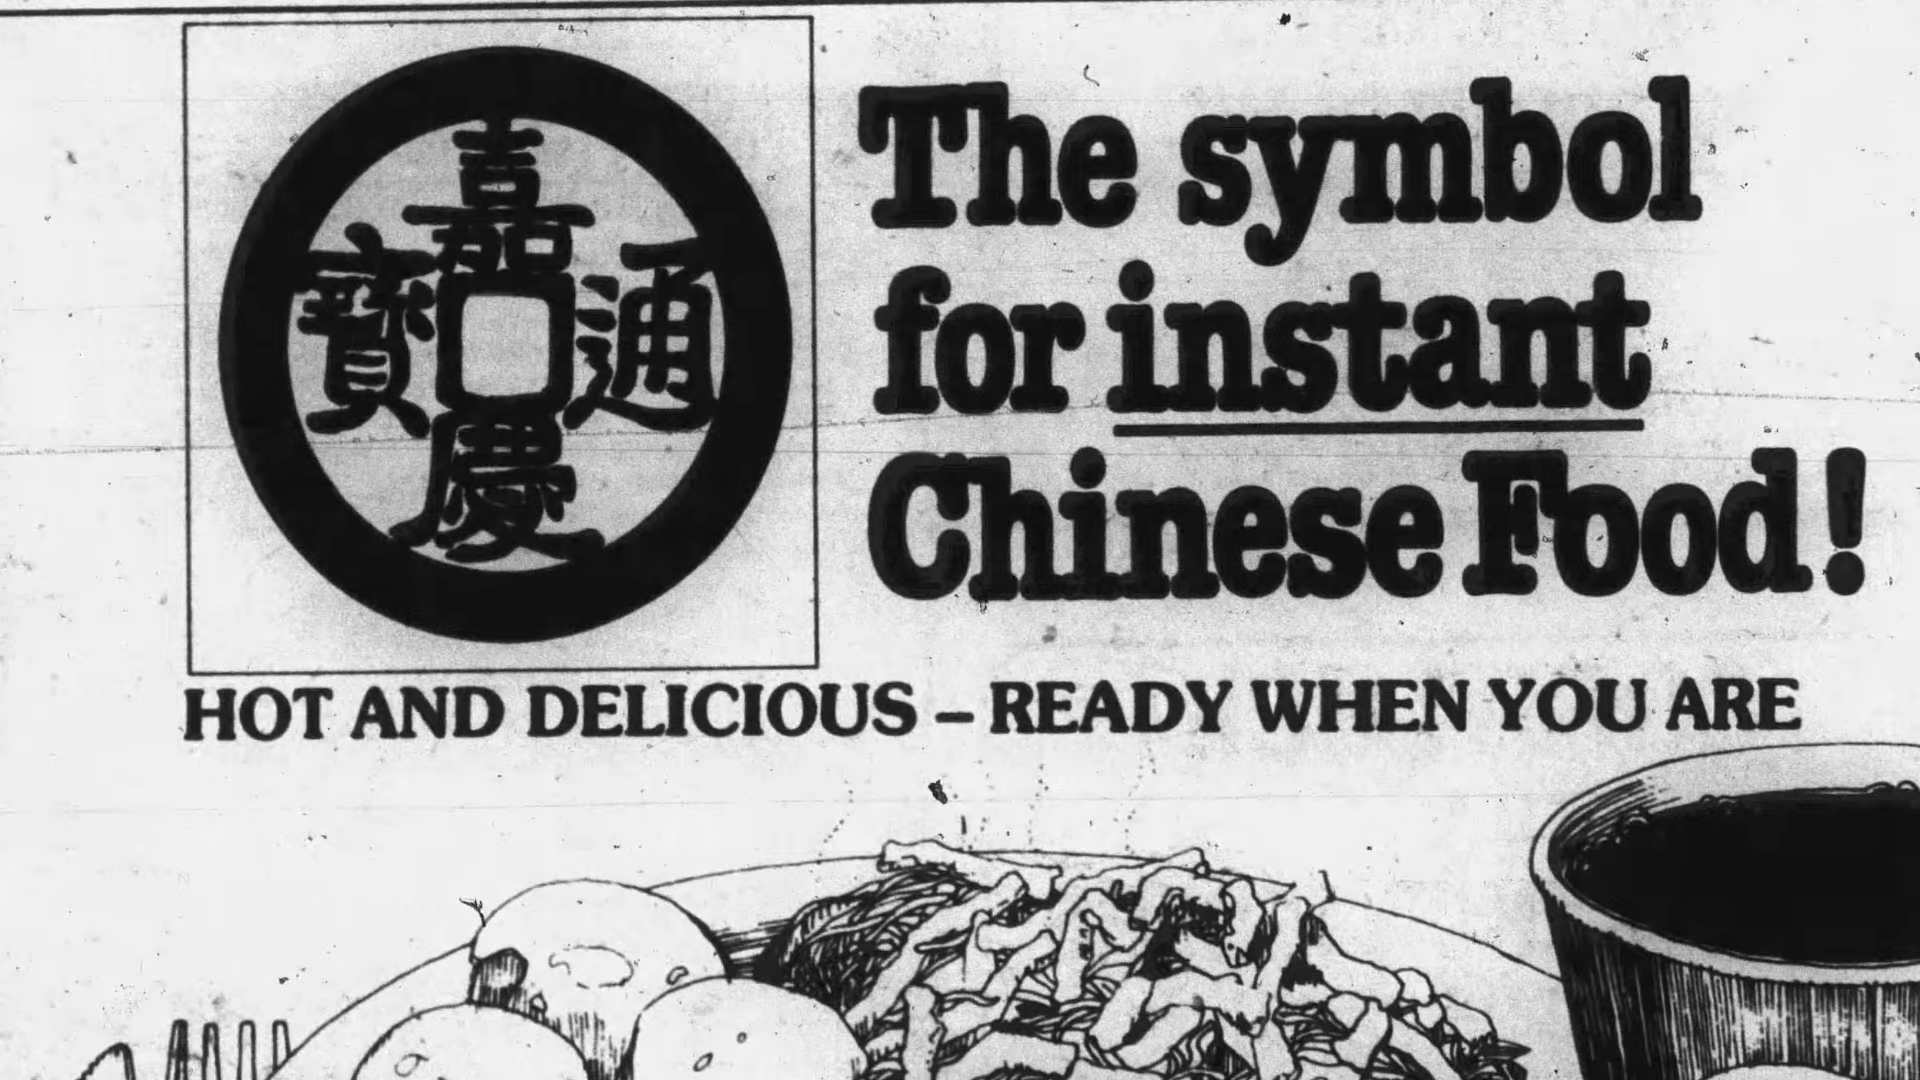 嘉
寶 通
慶
The symbol
for instant
Chinese Food!
HOT AND DELICIOUS – READY WHEN YOU ARE